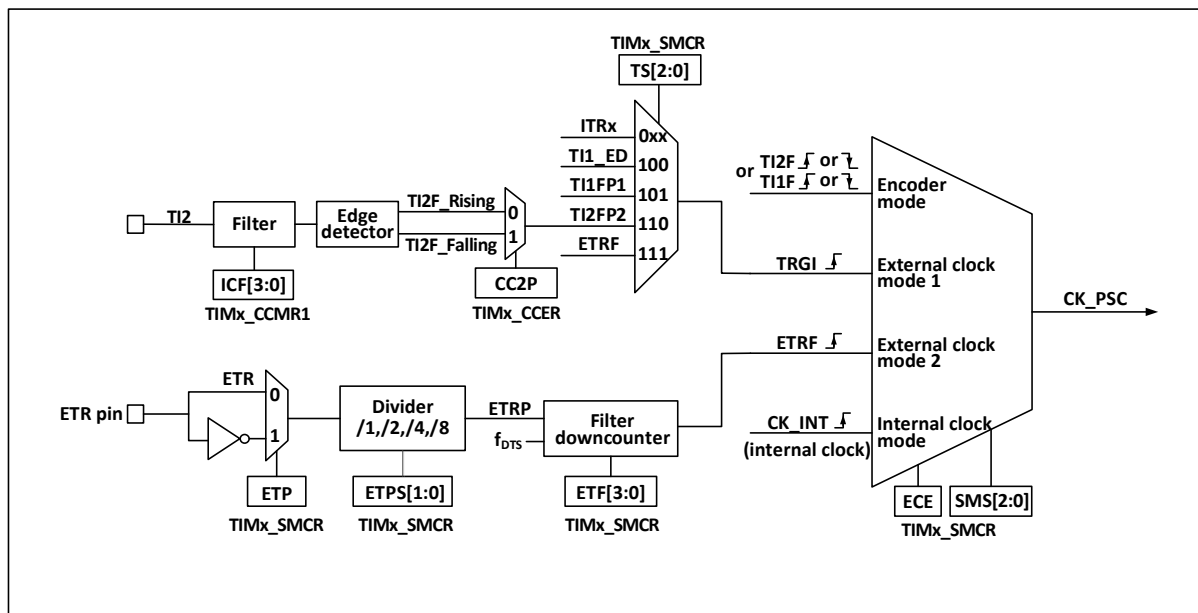 TIMx_SMCR
TS[2:0]
ITRx
0xx
TI1_ED
100
TI1FP1
101
TI2FP2
110
ETRF
111
or TI2F or
TI1F or
Encoder
mode
TI2
Filter
Edge
detector
TI2F_Rising
0
TI2F_Falling
1
ICF[3:0]
TIMx_CCMR1
CC2P
TIMx_CCER
TRGI
External clock
mode 1
CK_PSC
ETRF
External clock
mode 2
ETR pin
ETR
0
1
Divider
/1,/2,/4,/8
ETRP
fDTS
Filter
downcounter
CK_INT
(internal clock)
Internal clock
mode
ETP
TIMx_SMCR
ETPS[1:0]
TIMx_SMCR
ETF[3:0]
TIMx_SMCR
ECE
SMS[2:0]
TIMx_SMCR